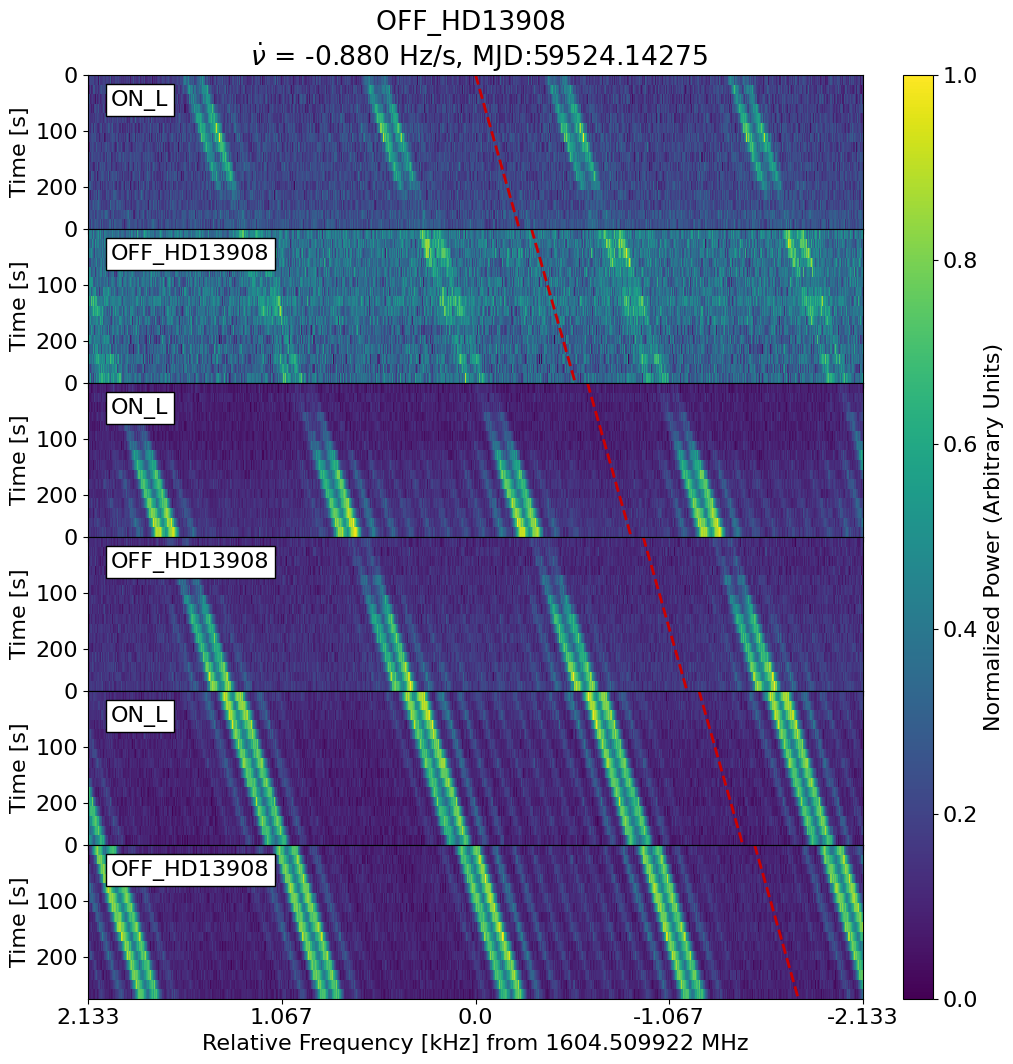 OFF_HD13908
ν̇ = -0.880 Hz/s, MJD:59524.14275
ON_L
OFF_HD13908
ON_L
OFF_HD13908
ON_L
OFF_HD13908
Time [s]
0
100
200
Time [s]
0
100
200
Time [s]
0
100
200
Time [s]
0
100
200
Time [s]
0
100
200
Time [s]
0
100
200
2.133 1.067 0.0 -1.067 -2.133
Relative Frequency [kHz] from 1604.509922 MHz
1.0
0.8
0.6
0.4
0.2
0.0
Normalized Power (Arbitrary Units)